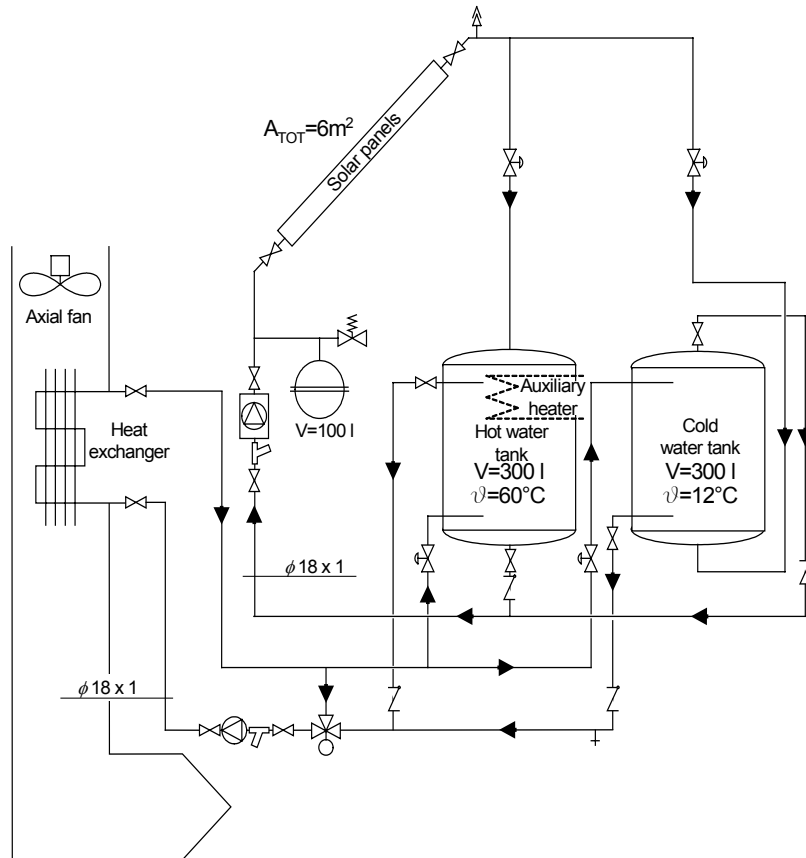 A_TOT=6m²
Solar panels
Axial fan
Heat
exchanger
V=100 l
Auxiliary
heater
Hot water
tank
V=300 l
ϑ=60°C
Cold
water tank
V=300 l
ϑ=12°C
ϕ 18 x 1
ϕ 18 x 1